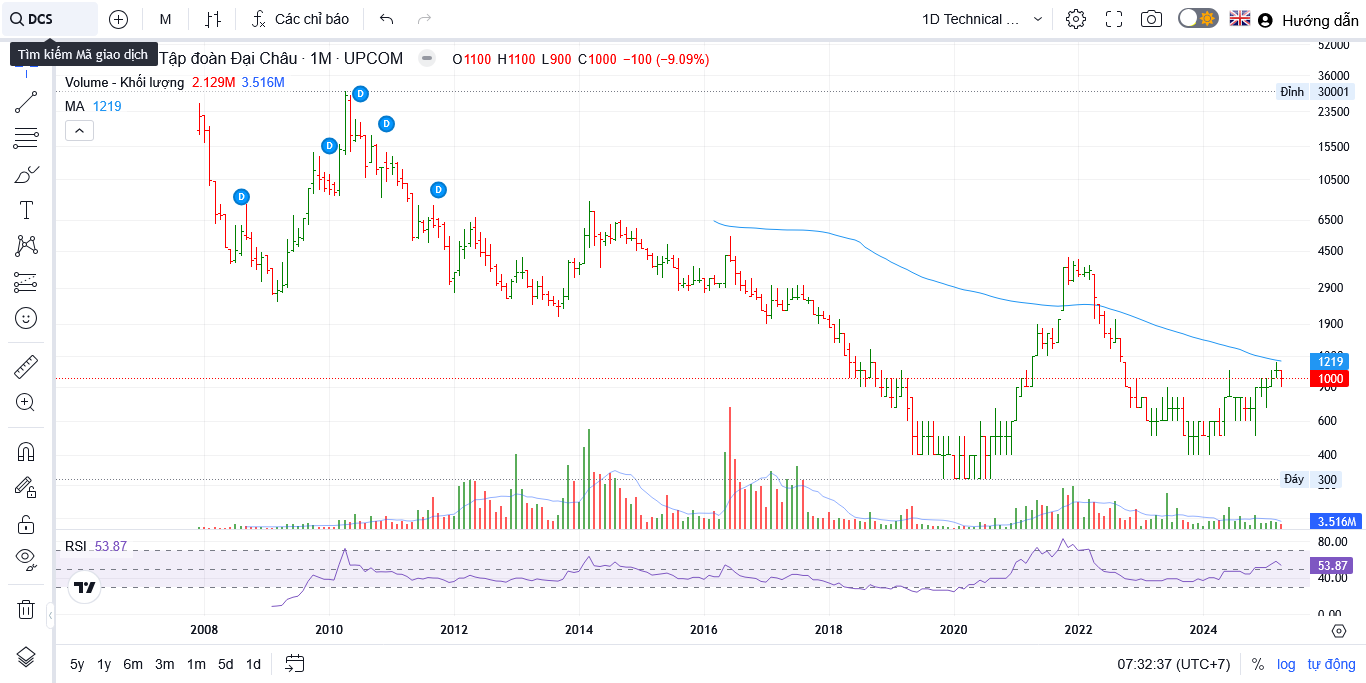 DCS
M
Các chỉ báo
1D Technical ...
Hướng dẫn
Tìm kiếm Mã giao dịch
Tập đoàn Đại Châu · 1M · UPCOM
O1100 H1100 L900 C1000 −100 (−9.09%)
Volume - Khối lượng 2.129M 3.516M
MA 1219
D
D
D
D
D
52000
36000
Đỉnh 30001
23500
15500
10500
6500
4500
2900
1900
1219
1000
600
400
Đáy 300
3.516M
RSI 53.87
80.00
53.87
40.00
0.00
2008 2010 2012 2014 2016 2018 2020 2022 2024
5y 1y 6m 3m 1m 5d 1d
07:32:37 (UTC+7) % log tự động